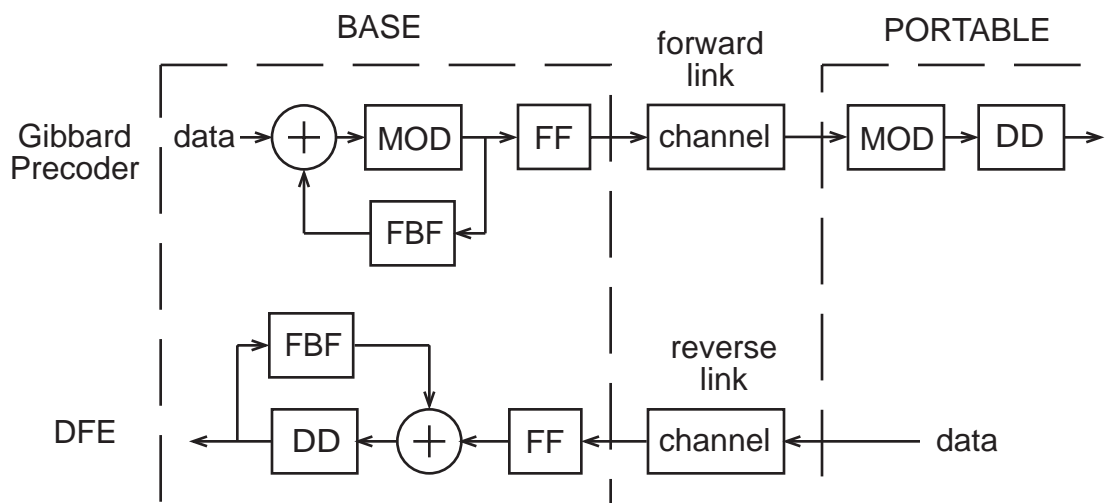 BASE
forward
link
PORTABLE
Gibbard
Precoder
data
+
MOD
FF
channel
MOD
DD
FBF
FBF
reverse
link
DFE
DD
+
FF
channel
data